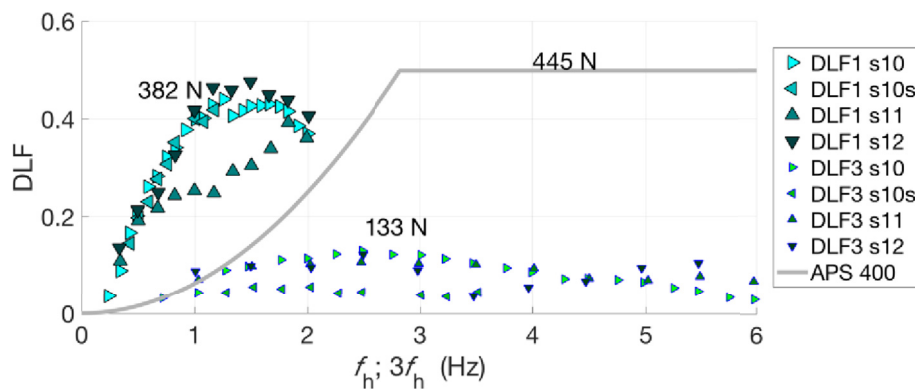 0.6
0.4
0.2
0
DLF
382 N
445 N
133 N
0 1 2 3 4 5 6
f_h; 3f_h (Hz)
DLF1 s10
DLF1 s10s
DLF1 s11
DLF1 s12
DLF3 s10
DLF3 s10s
DLF3 s11
DLF3 s12
APS 400